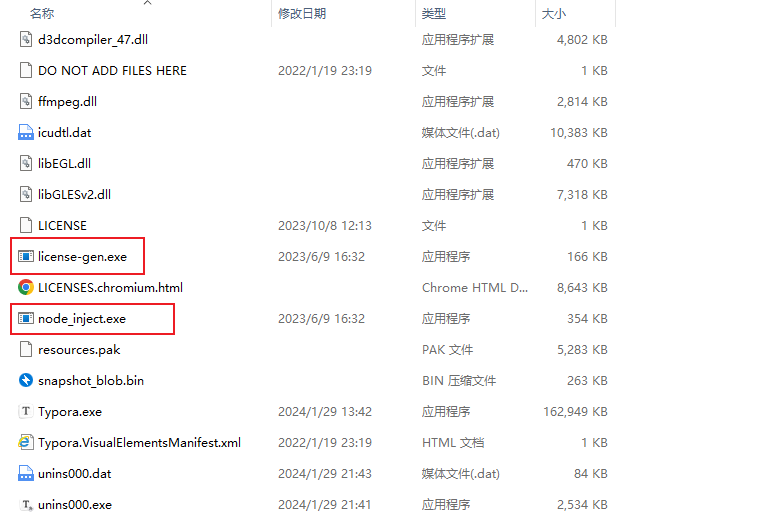 名称 修改日期 类型 大小
d3dcompiler_47.dll 应用程序扩展 4,802 KB
DO NOT ADD FILES HERE 2022/1/19 23:19 文件 1 KB
ffmpeg.dll 应用程序扩展 2,814 KB
icudtl.dat 媒体文件(.dat) 10,383 KB
libEGL.dll 应用程序扩展 470 KB
libGLESv2.dll 应用程序扩展 7,318 KB
LICENSE 2023/10/8 12:13 文件 1 KB
license-gen.exe 2023/6/9 16:32 应用程序 166 KB
LICENSES.chromium.html Chrome HTML D... 8,643 KB
node_inject.exe 2023/6/9 16:32 应用程序 354 KB
resources.pak PAK 文件 5,283 KB
snapshot_blob.bin BIN 压缩文件 263 KB
Typora.exe 2024/1/29 13:42 应用程序 162,949 KB
Typora.VisualElementsManifest.xml 2022/1/19 23:19 HTML 文档 1 KB
unins000.dat 2024/1/29 21:43 媒体文件(.dat) 84 KB
unins000.exe 2024/1/29 21:41 应用程序 2,534 KB